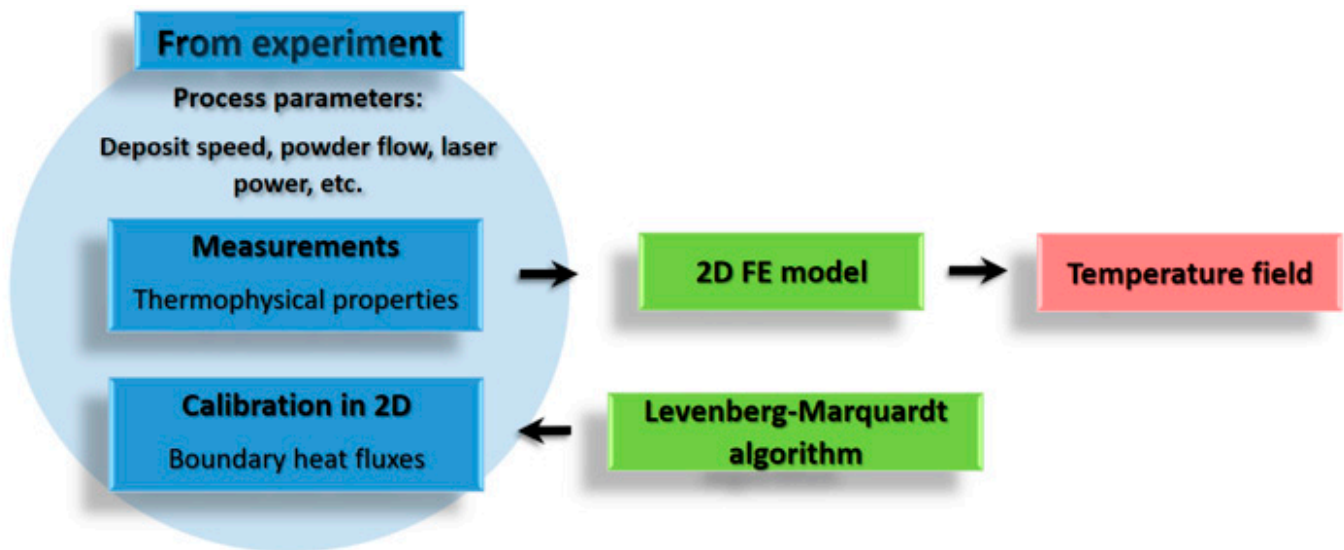 From experiment
Process parameters:
Deposit speed, powder flow, laser
power, etc.
Measurements
Thermophysical properties
2D FE model
Temperature field
Calibration in 2D
Boundary heat fluxes
Levenberg-Marquardt
algorithm